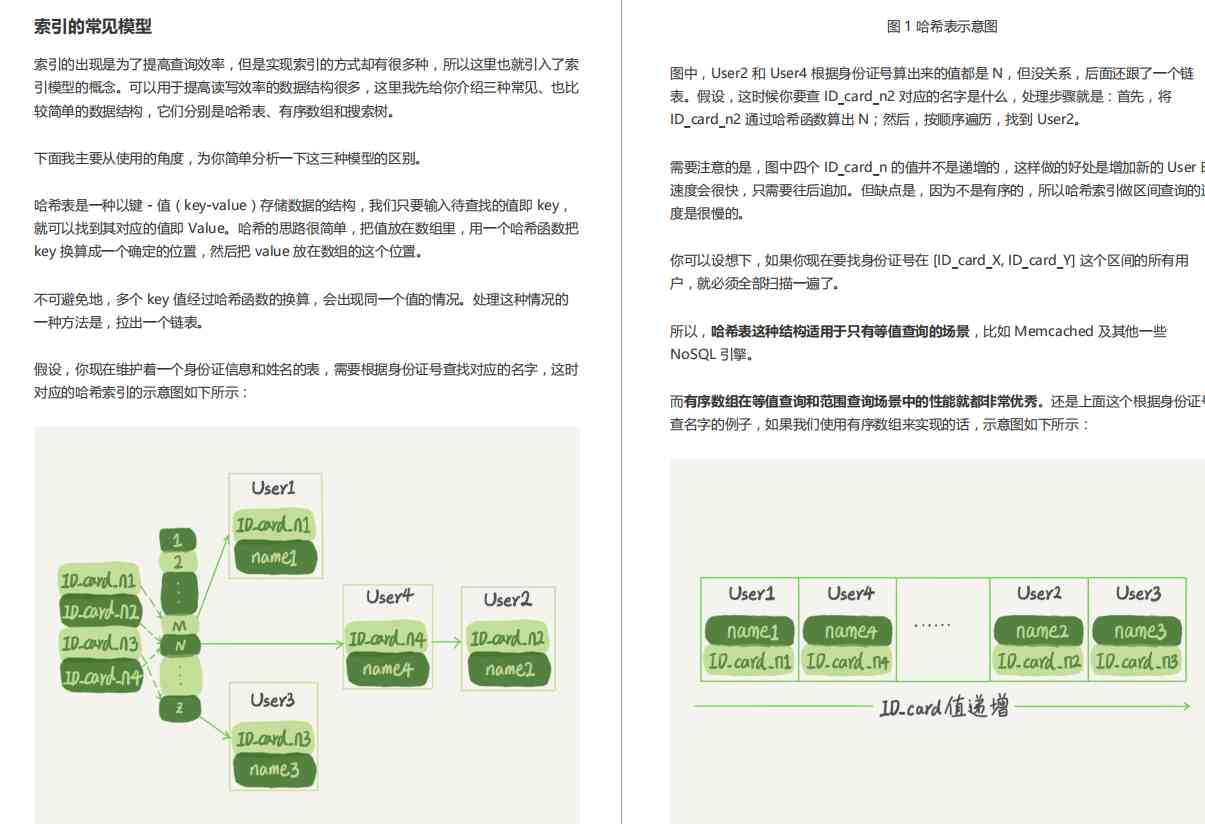 索引的常见模型
索引的出现是为了提高查询效率，但是实现索引的方式却有很多种，所以这里也就引入了索
引模型的概念。可以用于提高读写效率的数据结构很多，这里我先给你介绍三种常见、也比
较简单的数据结构，它们分别是哈希表、有序数组和搜索树。
下面我主要从使用的角度，为你简单分析一下这三种模型的区别。
哈希表是一种以键 - 值（key-value）存储数据的结构，我们只要输入待查找的值即 key，
就可以找到其对应的值即 Value。哈希的思路很简单，把值放在数组里，用一个哈希函数把
key 换算成一个确定的位置，然后把 value 放在数组的这个位置。
不可避免地，多个 key 值经过哈希函数的换算，会出现同一个值的情况。处理这种情况的
一种方法是，拉出一个链表。
假设，你现在维护着一个身份证信息和姓名的表，需要根据身份证号查找对应的名字，这时
对应的哈希索引的示意图如下所示：
User1
ID_card_n1
name1
1
2
ID_card_n1
ID_card_n2
ID_card_n3
ID_card_n4
M
N
Z
User4
ID_card_n4
name4
User2
ID_card_n2
name2
User3
ID_card_n3
name3
图 1 哈希表示意图
图中，User2 和 User4 根据身份证号算出来的值都是 N，但没关系，后面还跟了一个链
表。假设，这时候你要查 ID_card_n2 对应的名字是什么，处理步骤就是：首先，将
ID_card_n2 通过哈希函数算出 N；然后，按顺序遍历，找到 User2。
需要注意的是，图中四个 ID_card_n 的值并不是递增的，这样做的好处是增加新的 User
速度会很快，只需要往后追加。但缺点是，因为不是有序的，所以哈希索引做区间查询的
度是很慢的。
你可以设想下，如果你现在要找身份证号在 [ID_card_X, ID_card_Y] 这个区间的所有用
户，就必须全部扫描一遍了。
所以，哈希表这种结构适用于只有等值查询的场景，比如 Memcached 及其他一些
NoSQL 引擎。
而有序数组在等值查询和范围查询场景中的性能就都非常优秀。还是上面这个根据身份证
查名字的例子，如果我们使用有序数组来实现的话，示意图如下所示：
User1
name1
ID_card_n1
User4
name4
ID_card_n4
......
User2
name2
ID_card_n2
User3
name3
ID_card_n3
ID_card值递增